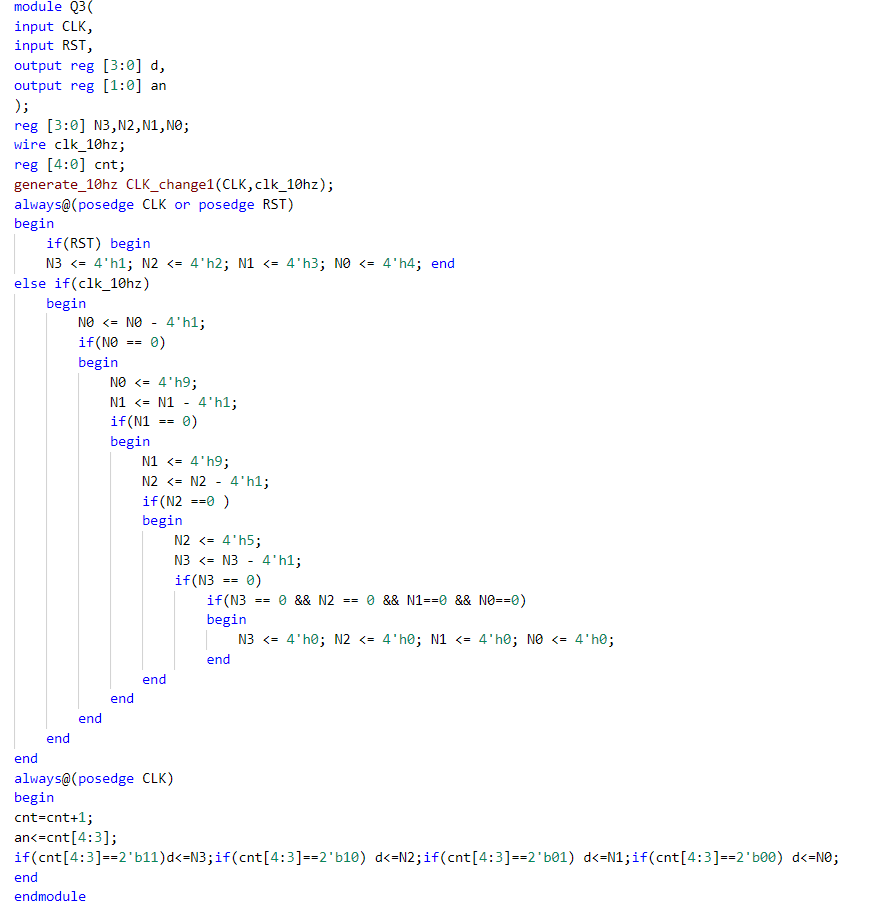 module Q3(
input CLK,
input RST,
output reg [3:0] d,
output reg [1:0] an
);
reg [3:0] N3,N2,N1,N0;
wire clk_10hz;
reg [4:0] cnt;
generate_10hz CLK_change1(CLK,clk_10hz);
always@(posedge CLK or posedge RST)
begin
    if(RST) begin
    N3 <= 4'h1; N2 <= 4'h2; N1 <= 4'h3; N0 <= 4'h4; end
else if(clk_10hz)
    begin
        N0 <= N0 - 4'h1;
        if(N0 == 0)
        begin
            N0 <= 4'h9;
            N1 <= N1 - 4'h1;
            if(N1 == 0)
            begin
                N1 <= 4'h9;
                N2 <= N2 - 4'h1;
                if(N2 ==0 )
                begin
                    N2 <= 4'h5;
                    N3 <= N3 - 4'h1;
                    if(N3 == 0)
                        if(N3 == 0 && N2 == 0 && N1==0 && N0==0)
                        begin
                            N3 <= 4'h0; N2 <= 4'h0; N1 <= 4'h0; N0 <= 4'h0;
                        end
                end
            end
        end
    end
end
always@(posedge CLK)
begin
cnt=cnt+1;
an<=cnt[4:3];
if(cnt[4:3]==2'b11)d<=N3;if(cnt[4:3]==2'b10) d<=N2;if(cnt[4:3]==2'b01) d<=N1;if(cnt[4:3]==2'b00) d<=N0;
end
endmodule